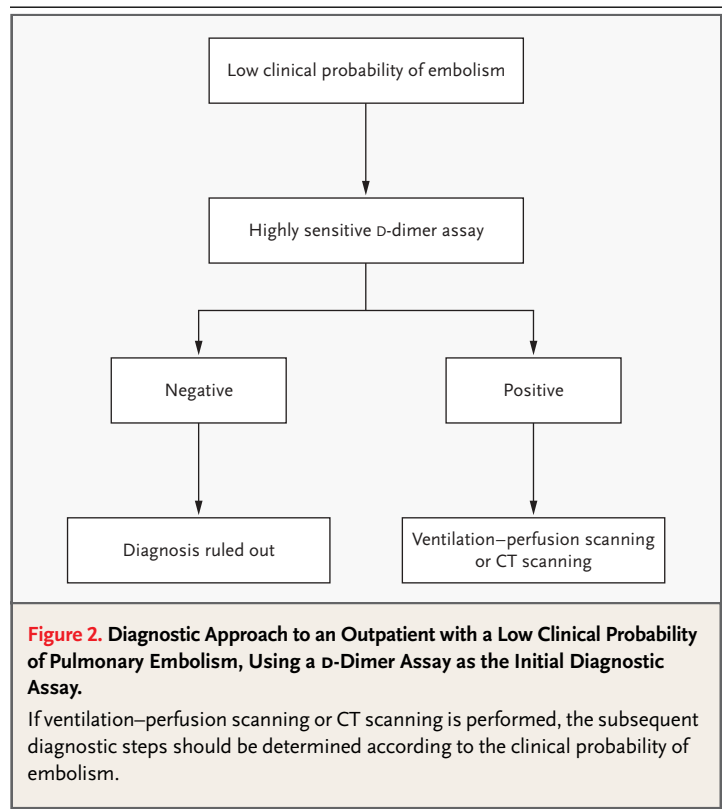 Low clinical probability of embolism
Highly sensitive D-dimer assay
Negative
Positive
Diagnosis ruled out
Ventilation–perfusion scanning
or CT scanning
Figure 2. Diagnostic Approach to an Outpatient with a Low Clinical Probability
of Pulmonary Embolism, Using a D-Dimer Assay as the Initial Diagnostic
Assay.
If ventilation–perfusion scanning or CT scanning is performed, the subsequent
diagnostic steps should be determined according to the clinical probability of
embolism.